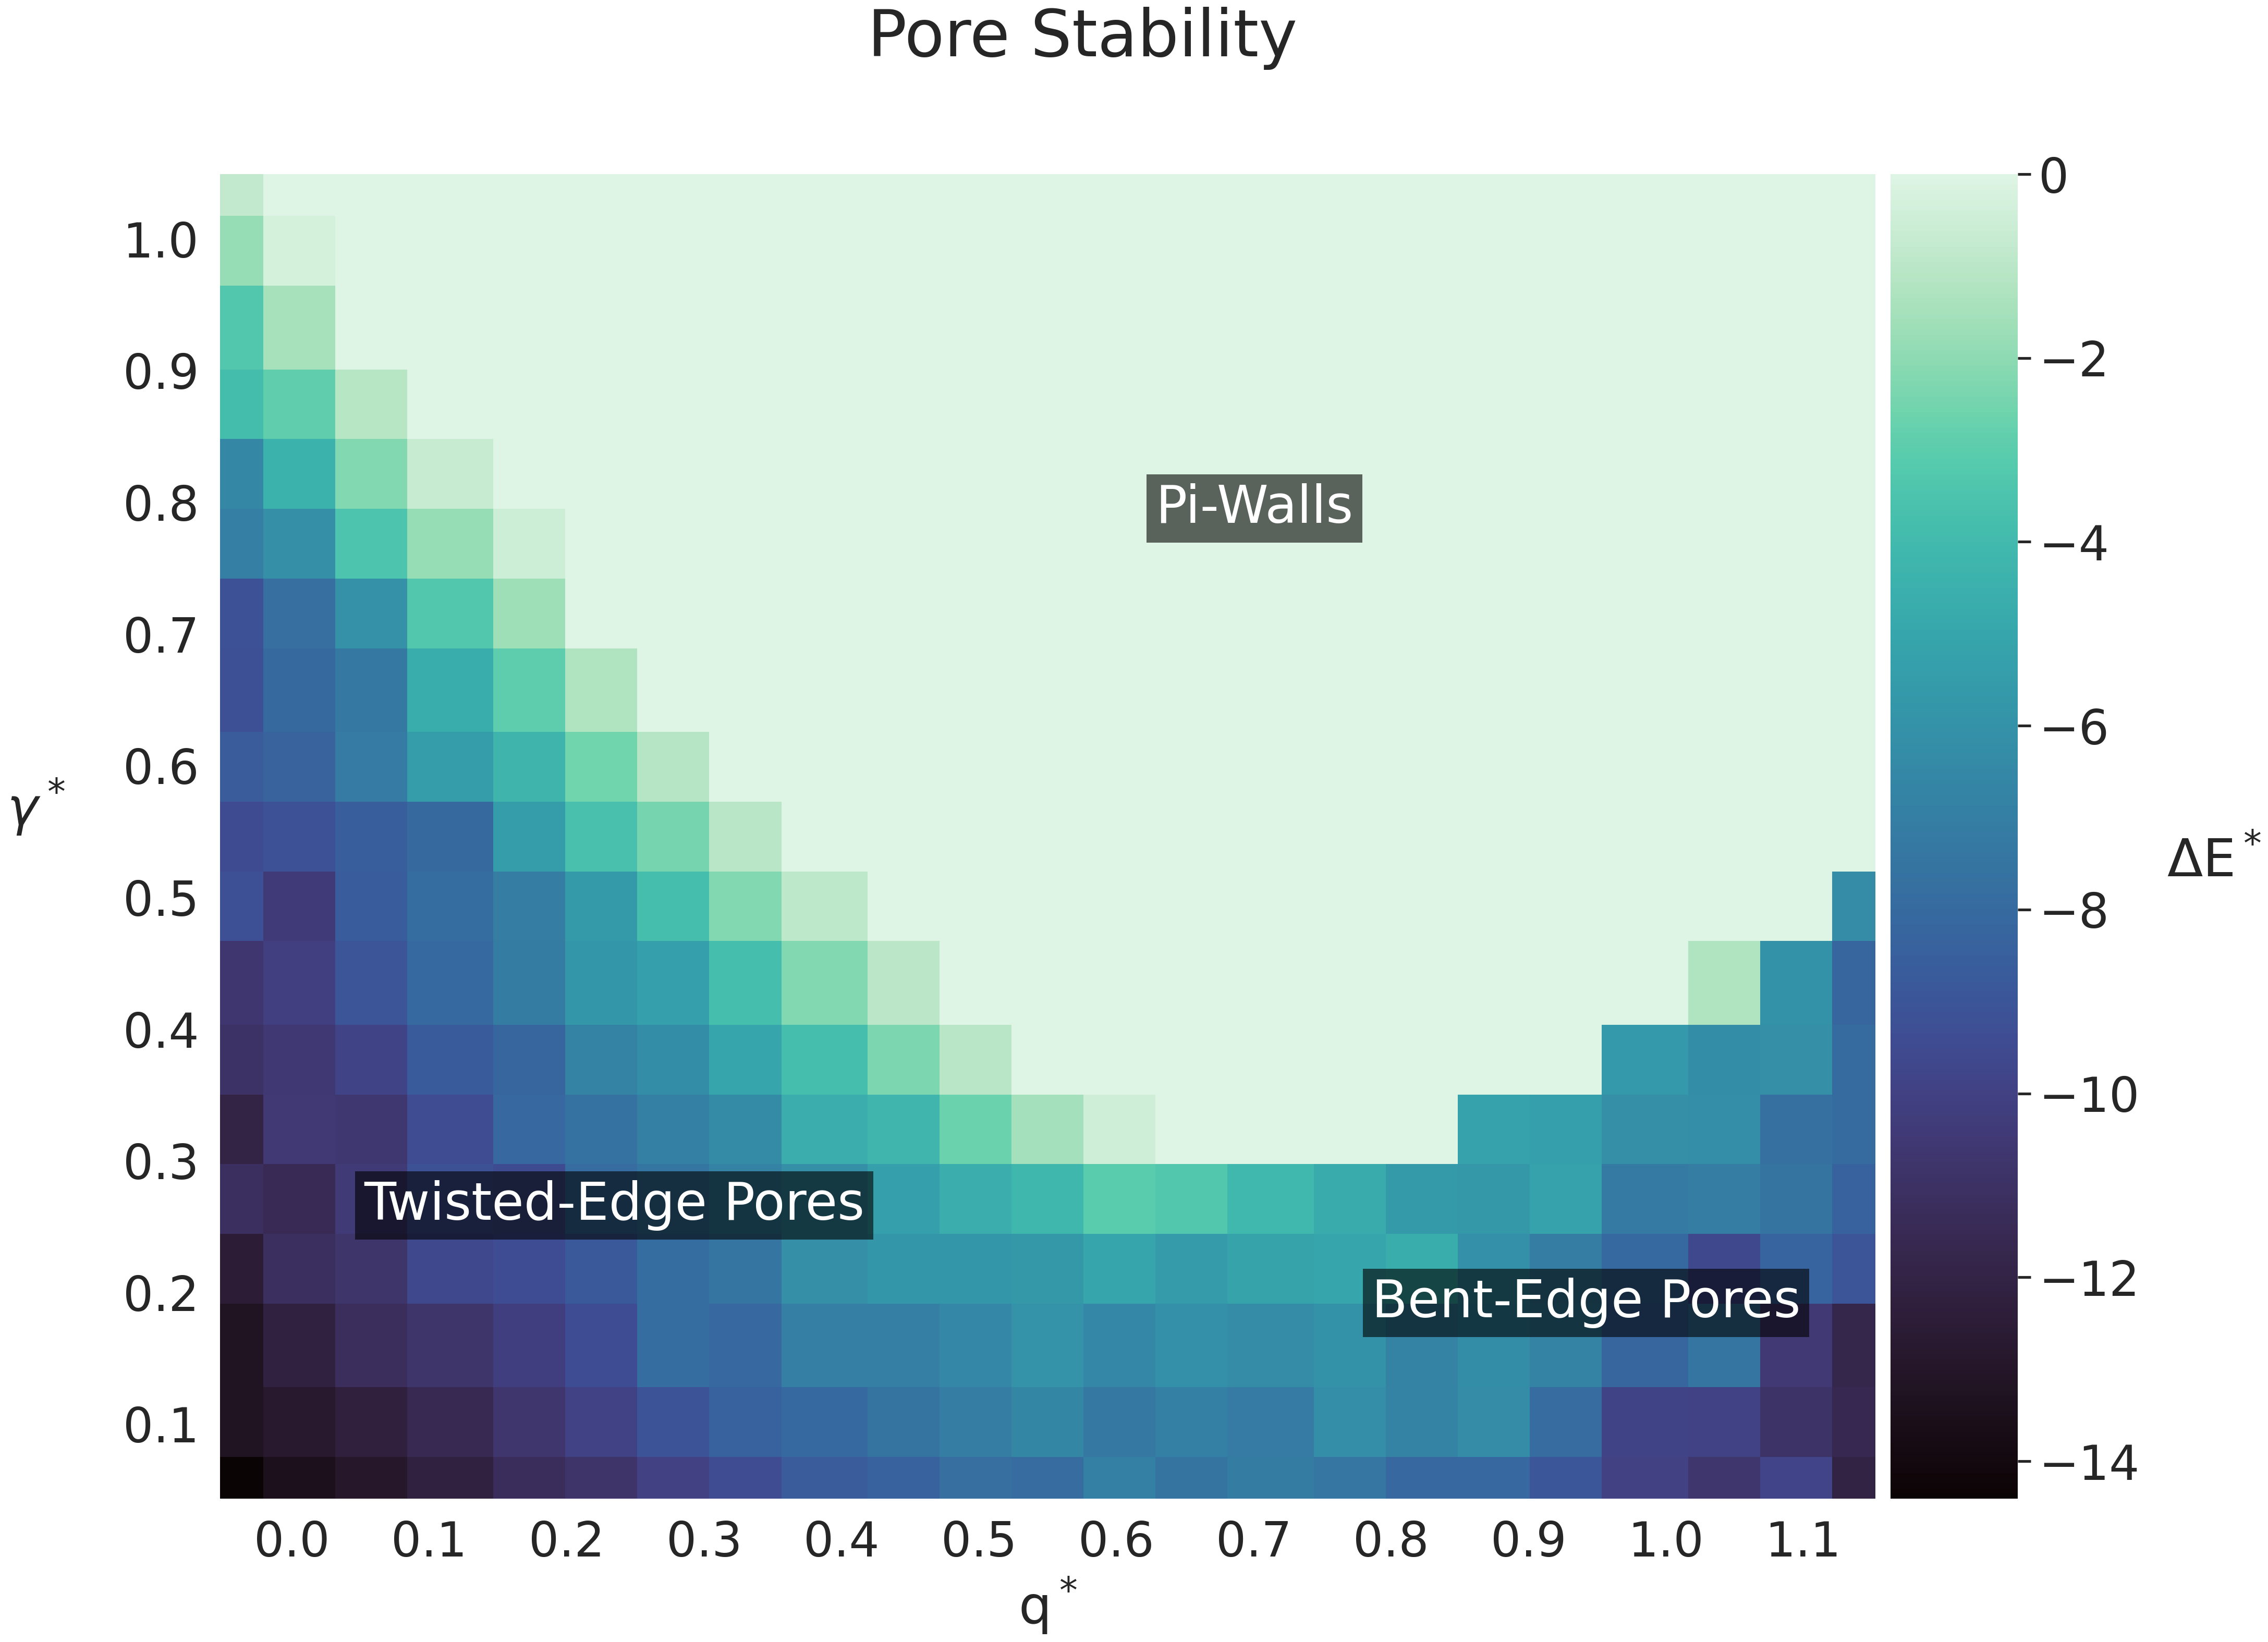 Pore Stability
1.0
0.9
0.8
0.7
0.6
0.5
0.4
0.3
0.2
0.1
γ*
Pi-Walls
Twisted-Edge Pores
Bent-Edge Pores
0.0 0.1 0.2 0.3 0.4 0.5 0.6 0.7 0.8 0.9 1.0 1.1
q*
0
−2
−4
−6
−8
−10
−12
−14
ΔE*